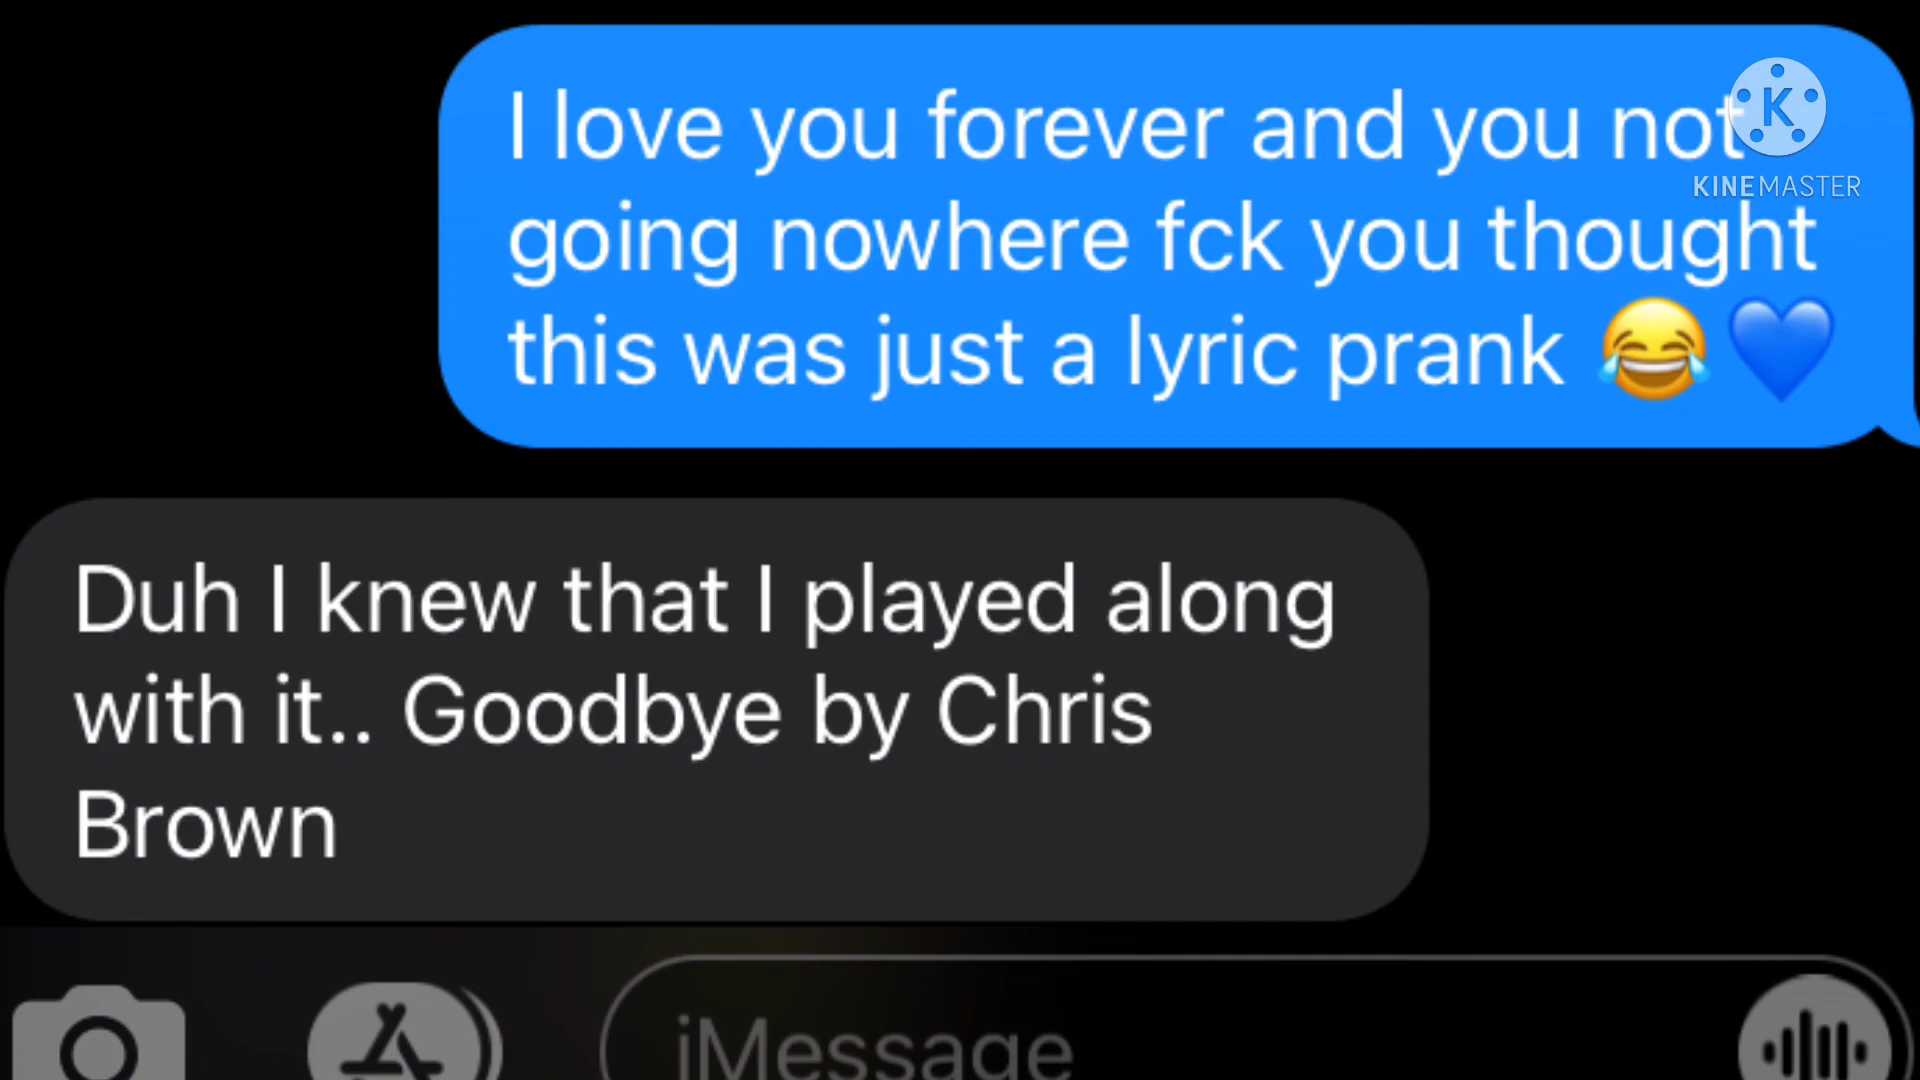 I love you forever and you not
KINEMASTER
going nowhere fck you thought
this was just a lyric prank 😂💙
Duh I knew that I played along
with it.. Goodbye by Chris
Brown
iMessage